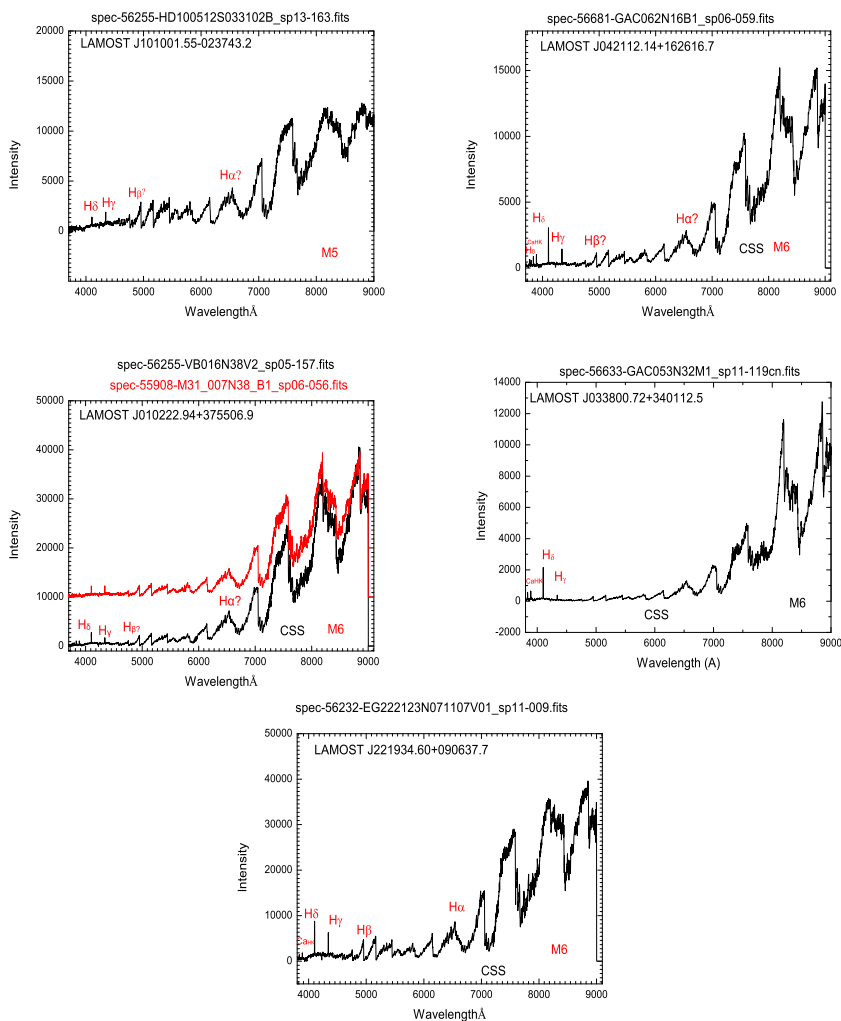 spec-56255-HD100512S033102B_sp13-163.fits
LAMOST J101001.55-023743.2
20000
15000
10000
5000
0
Intensity
Hδ
Hγ
Hβ?
Hα?
M5
4000 5000 6000 7000 8000 9000
WavelengthÅ
spec-56681-GAC062N16B1_sp06-059.fits
LAMOST J042112.14+162616.7
15000
10000
5000
0
Intensity
Hδ
CaHK
Hγ
Hβ?
Hα?
CSS
M6
4000 5000 6000 7000 8000 9000
WavelengthÅ
spec-56255-VB016N38V2_sp05-157.fits
spec-55908-M31_007N38_B1_sp06-056.fits
LAMOST J010222.94+375506.9
50000
40000
30000
20000
10000
0
Intensity
Hδ
Hγ
Hβ?
Hα?
CSS
M6
4000 5000 6000 7000 8000 9000
WavelengthÅ
spec-56633-GAC053N32M1_sp11-119cn.fits
LAMOST J033800.72+340112.5
14000
12000
10000
8000
6000
4000
2000
0
-2000
Intensity
Hδ
CaHK
Hγ
CSS
M6
4000 5000 6000 7000 8000 9000
Wavelength (A)
spec-56232-EG222123N071107V01_sp11-009.fits
LAMOST J221934.60+090637.7
50000
40000
30000
20000
10000
0
Intensity
Hδ
Hγ
CaHK
Hβ
Hα
CSS
M6
4000 5000 6000 7000 8000 9000
WavelengthÅ